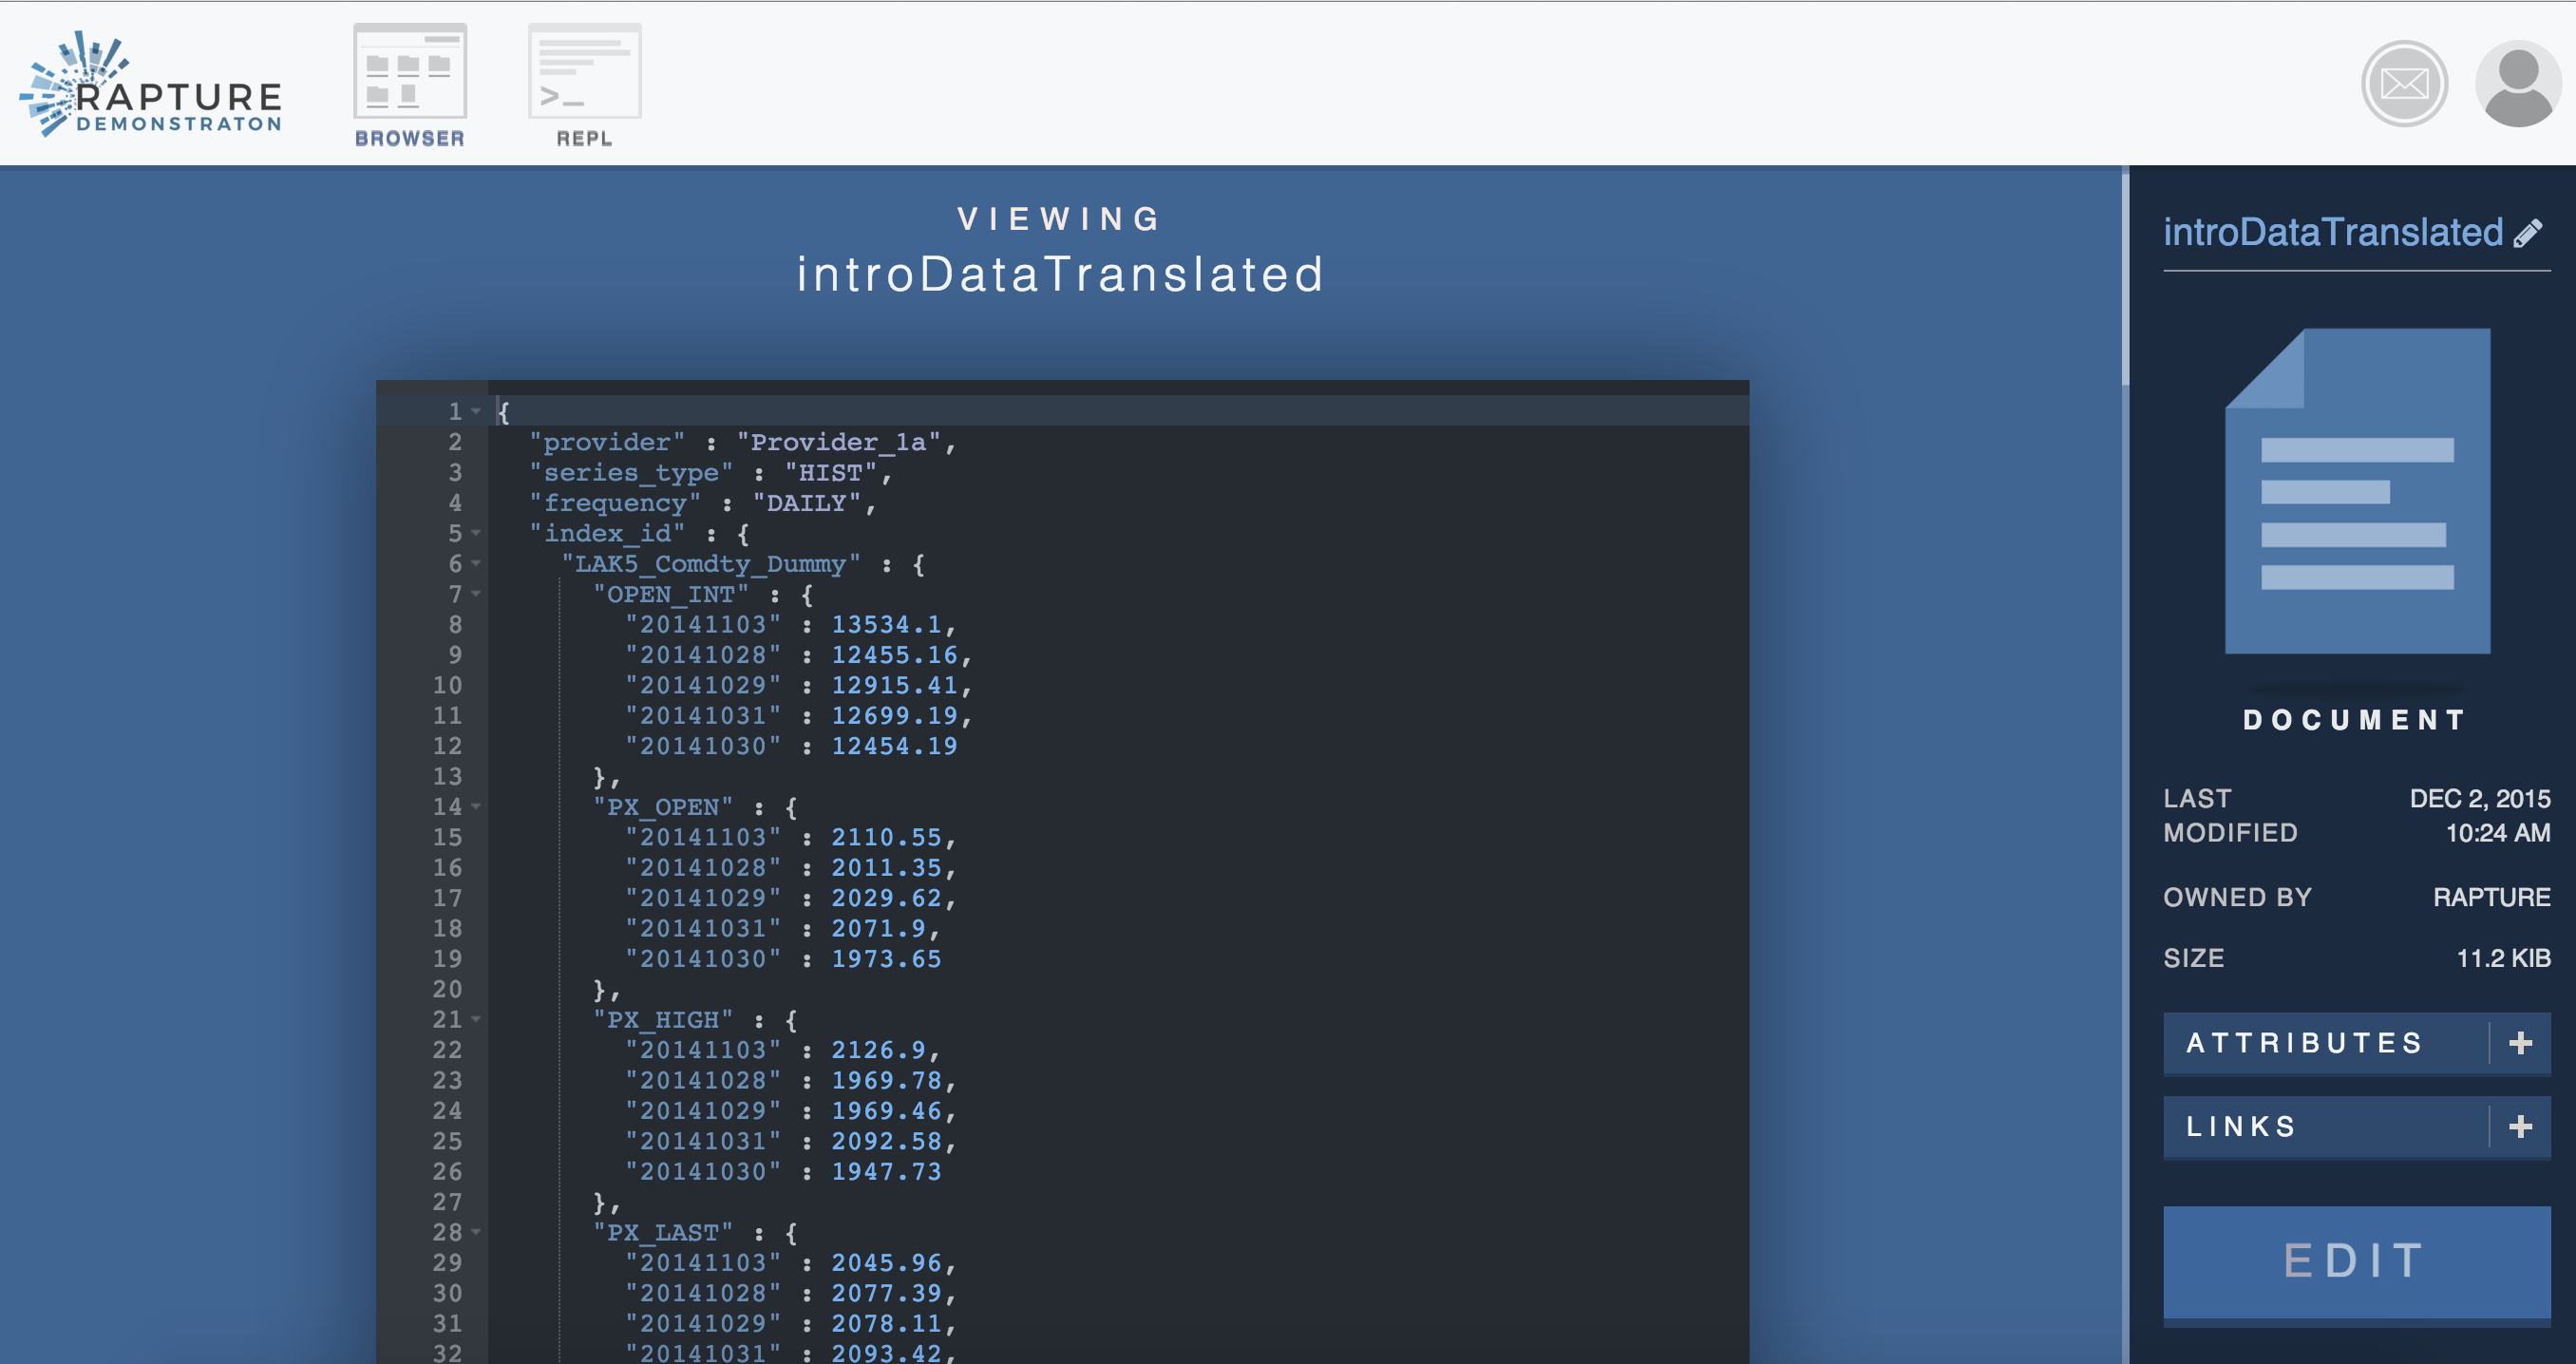 RAPTURE
DEMONSTRATON
BROWSER
>_
REPL
VIEWING
introDataTranslated
1 {
2 "provider" : "Provider_1a",
3 "series_type" : "HIST",
4 "frequency" : "DAILY",
5 "index_id" : {
6 "LAK5_Comdty_Dummy" : {
7 "OPEN_INT" : {
8 "20141103" : 13534.1,
9 "20141028" : 12455.16,
10 "20141029" : 12915.41,
11 "20141031" : 12699.19,
12 "20141030" : 12454.19
13 },
14 "PX_OPEN" : {
15 "20141103" : 2110.55,
16 "20141028" : 2011.35,
17 "20141029" : 2029.62,
18 "20141031" : 2071.9,
19 "20141030" : 1973.65
20 },
21 "PX_HIGH" : {
22 "20141103" : 2126.9,
23 "20141028" : 1969.78,
24 "20141029" : 1969.46,
25 "20141031" : 2092.58,
26 "20141030" : 1947.73
27 },
28 "PX_LAST" : {
29 "20141103" : 2045.96,
30 "20141028" : 2077.39,
31 "20141029" : 2078.11,
32 "20141031" : 2093.42,
introDataTranslated
DOCUMENT
LAST MODIFIED DEC 2, 2015 10:24 AM
OWNED BY RAPTURE
SIZE 11.2 KIB
ATTRIBUTES +
LINKS +
EDIT